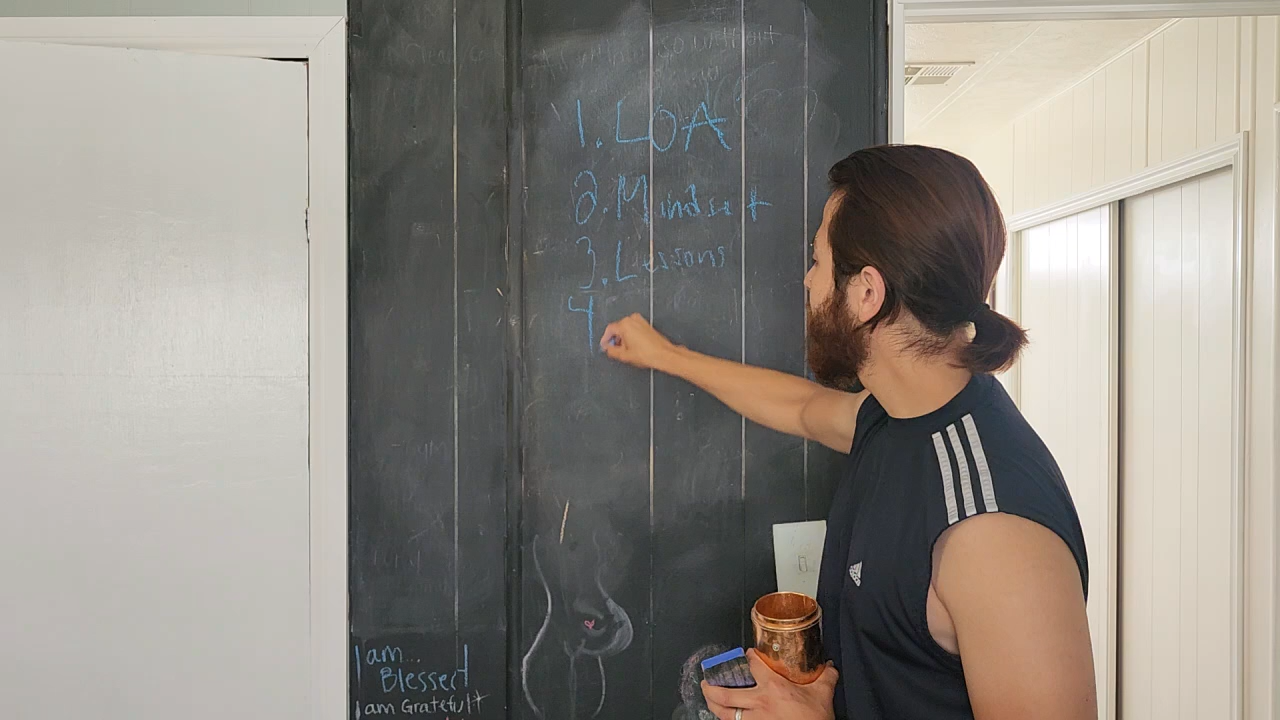 1. LOA
2. Mindset
3. Lessons
4
I am...
Blessed
I am Grateful